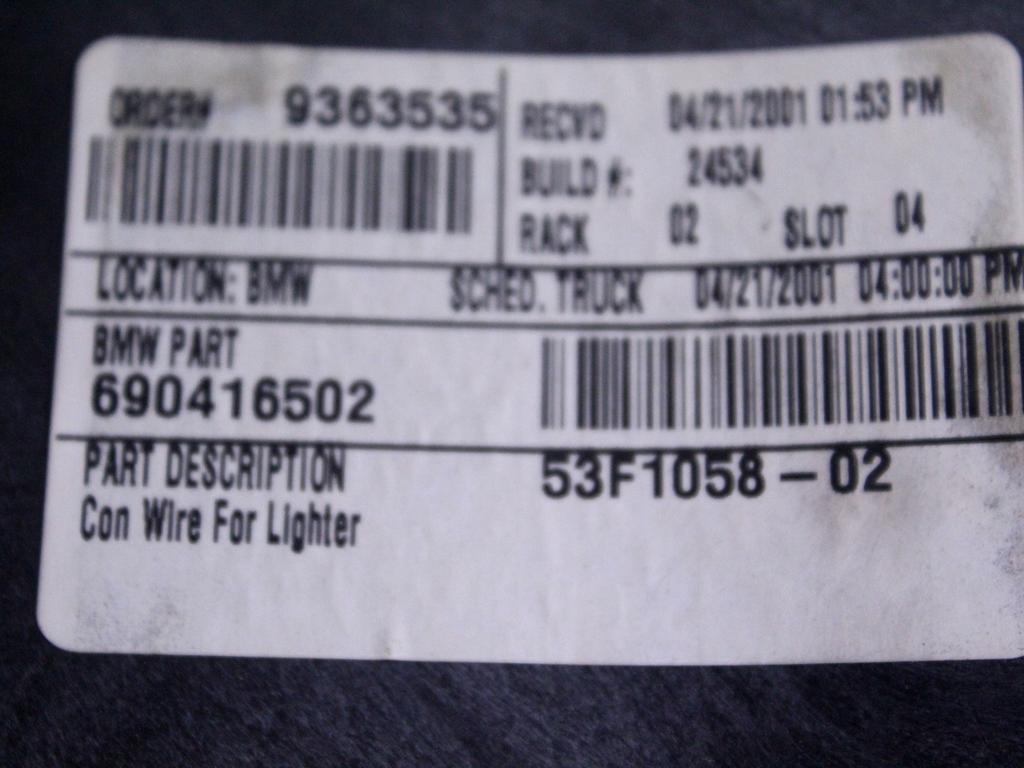 ORDER# 9363535
RECVD 04/21/2001 01:53 PM
BUILD #: 24534
RACK 02 SLOT 04
LOCATION: BMW SCHED. TRUCK 04/21/2001 04:00:00 PM
BMW PART
690416502
PART DESCRIPTION
Con Wire For Lighter
53F1058-02